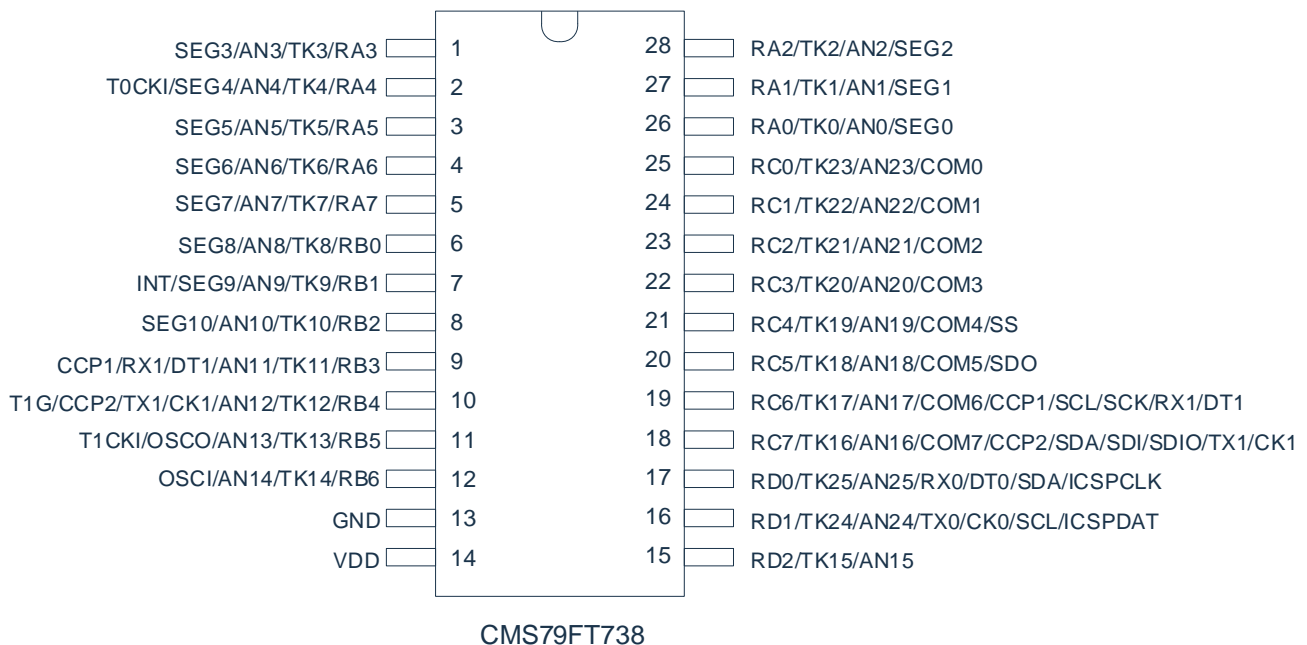 SEG3/AN3/TK3/RA3 1 28 RA2/TK2/AN2/SEG2
T0CKI/SEG4/AN4/TK4/RA4 2 27 RA1/TK1/AN1/SEG1
SEG5/AN5/TK5/RA5 3 26 RA0/TK0/AN0/SEG0
SEG6/AN6/TK6/RA6 4 25 RC0/TK23/AN23/COM0
SEG7/AN7/TK7/RA7 5 24 RC1/TK22/AN22/COM1
SEG8/AN8/TK8/RB0 6 23 RC2/TK21/AN21/COM2
INT/SEG9/AN9/TK9/RB1 7 22 RC3/TK20/AN20/COM3
SEG10/AN10/TK10/RB2 8 21 RC4/TK19/AN19/COM4/SS
CCP1/RX1/DT1/AN11/TK11/RB3 9 20 RC5/TK18/AN18/COM5/SDO
T1G/CCP2/TX1/CK1/AN12/TK12/RB4 10 19 RC6/TK17/AN17/COM6/CCP1/SCL/SCK/RX1/DT1
T1CKI/OSCO/AN13/TK13/RB5 11 18 RC7/TK16/AN16/COM7/CCP2/SDA/SDI/SDIO/TX1/CK1
OSCI/AN14/TK14/RB6 12 17 RD0/TK25/AN25/RX0/DT0/SDA/ICSPCLK
GND 13 16 RD1/TK24/AN24/TX0/CK0/SCL/ICSPDAT
VDD 14 15 RD2/TK15/AN15
CMS79FT738